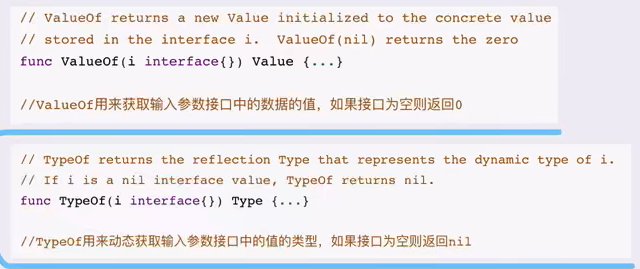 // ValueOf returns a new Value initialized to the concrete value
// stored in the interface i.  ValueOf(nil) returns the zero
func ValueOf(i interface{}) Value {...}
//ValueOf用来获取输入参数接口中的数据的值，如果接口为空则返回0
// TypeOf returns the reflection Type that represents the dynamic type of i.
// If i is a nil interface value, TypeOf returns nil.
func TypeOf(i interface{}) Type {...}
//TypeOf用来动态获取输入参数接口中的值的类型，如果接口为空则返回nil